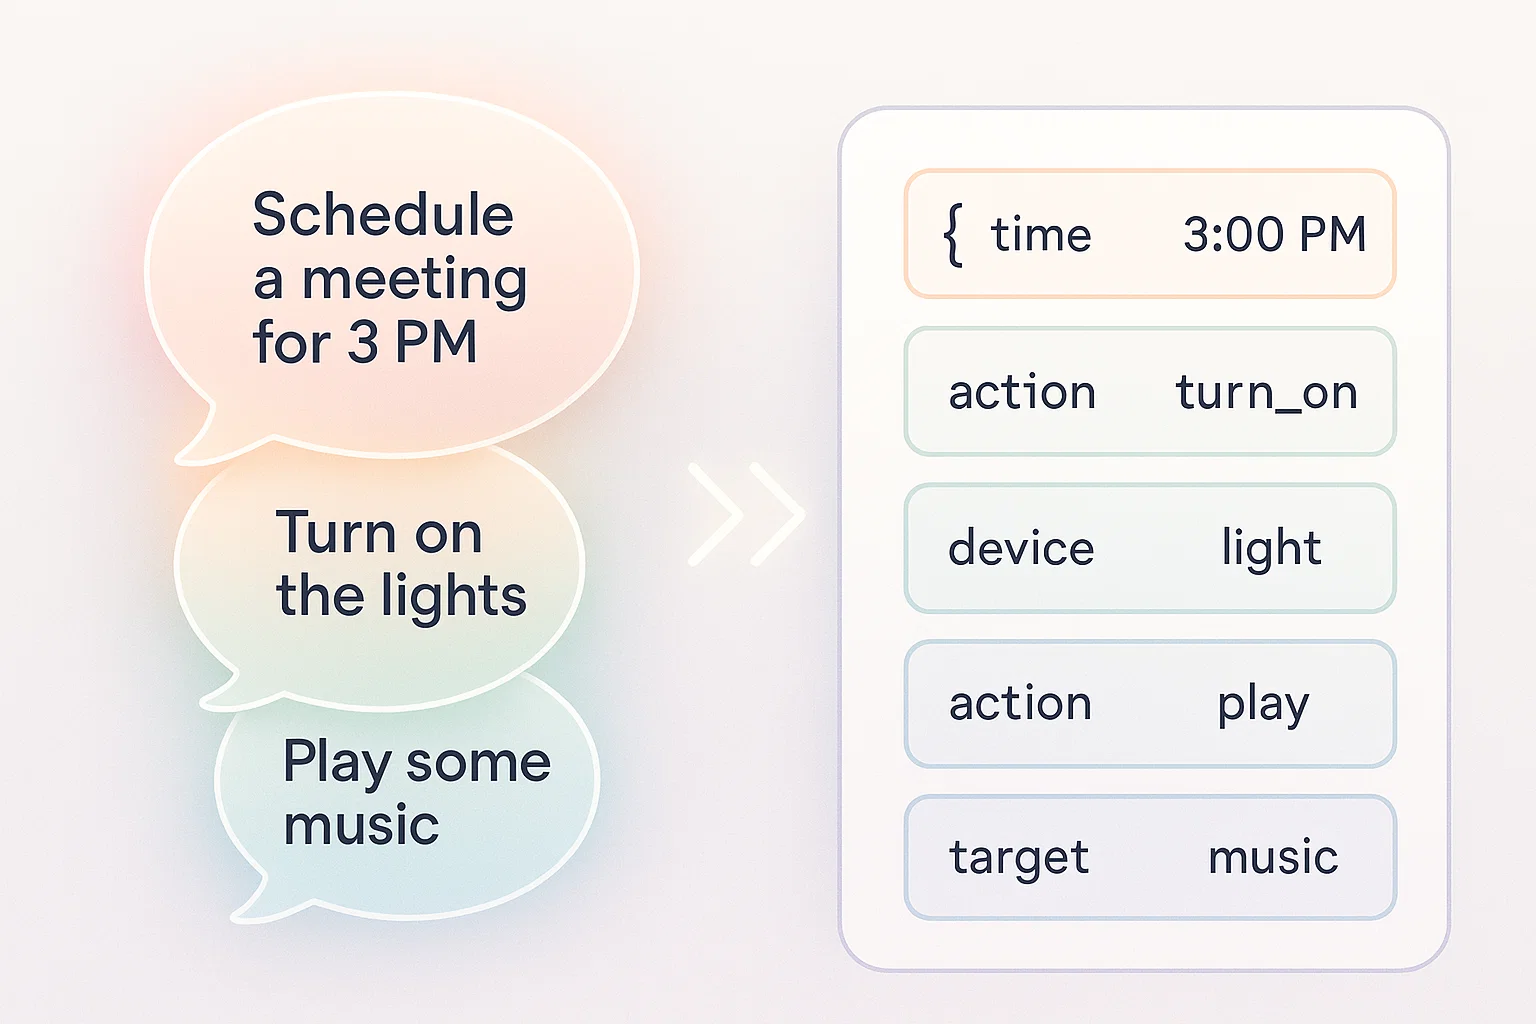 Schedule
a meeting
for 3 PM
Turn on
the lights
Play some
music
{ time 3:00 PM
action turn_on
device light
action play
target music